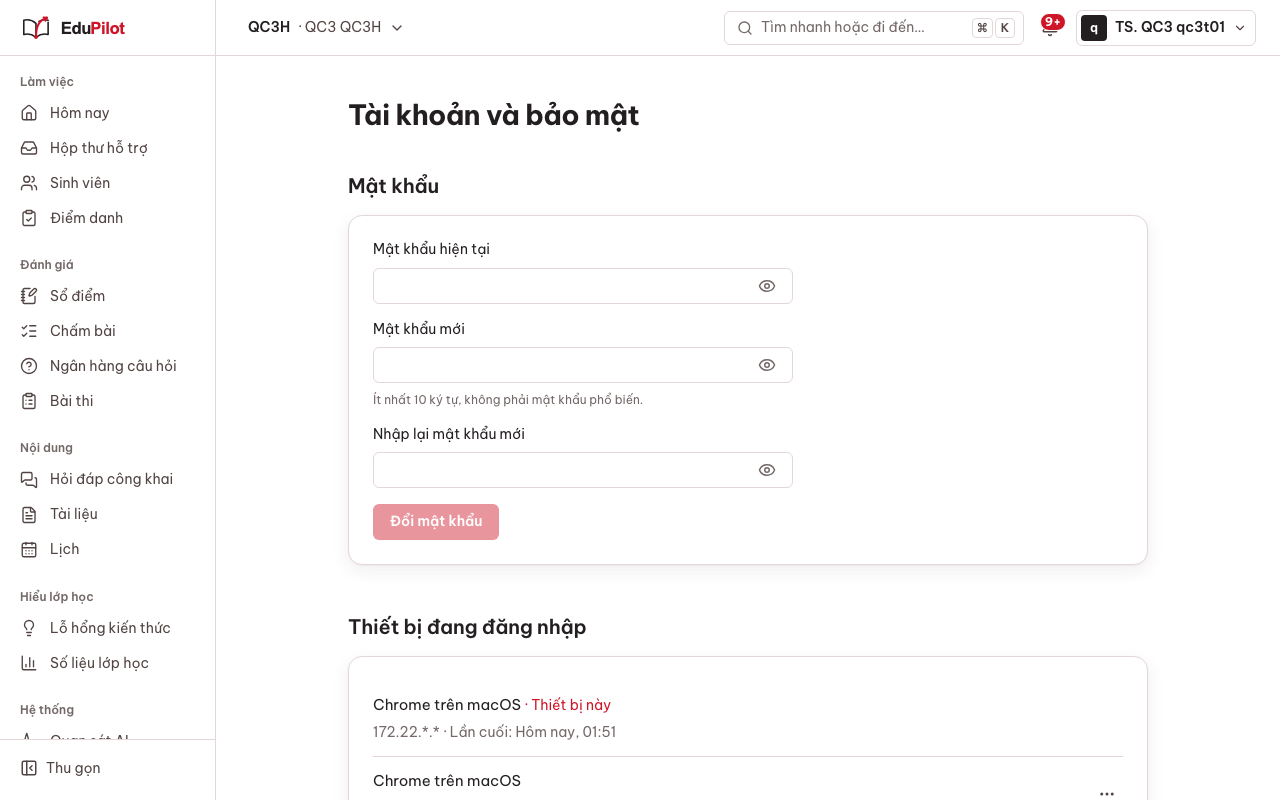 EduPilot
QC3H · QC3 QC3H
Tìm nhanh hoặc đi đến...
⌘ K
9+
q
TS. QC3 qc3t01
Làm việc
Hôm nay
Hộp thư hỗ trợ
Sinh viên
Điểm danh
Đánh giá
Sổ điểm
Chấm bài
Ngân hàng câu hỏi
Bài thi
Nội dung
Hỏi đáp công khai
Tài liệu
Lịch
Hiểu lớp học
Lỗ hổng kiến thức
Số liệu lớp học
Hệ thống
Quan sát AI
Thu gọn
Tài khoản và bảo mật
Mật khẩu
Mật khẩu hiện tại
Mật khẩu mới
Ít nhất 10 ký tự, không phải mật khẩu phổ biến.
Nhập lại mật khẩu mới
Đổi mật khẩu
Thiết bị đang đăng nhập
Chrome trên macOS · Thiết bị này
172.22.*.* · Lần cuối: Hôm nay, 01:51
Chrome trên macOS